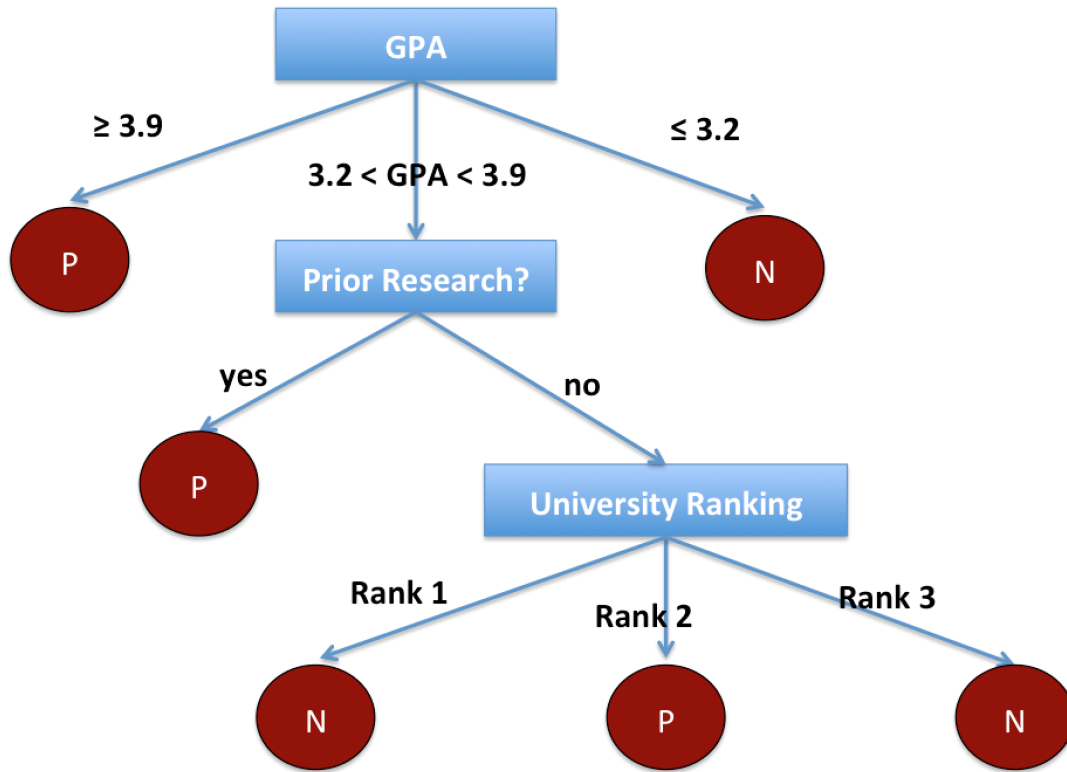 GPA
≥ 3.9
≤ 3.2
3.2 < GPA < 3.9
P
N
Prior Research?
yes
no
P
University Ranking
Rank 1
Rank 2
Rank 3
N
P
N